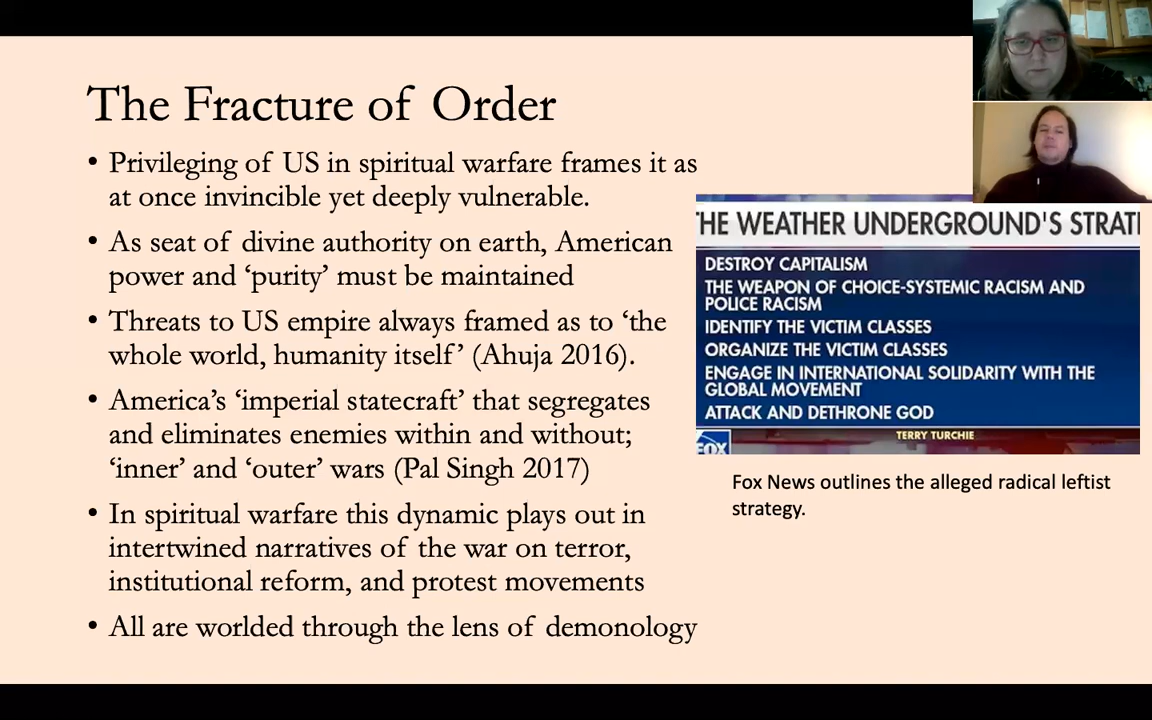 The Fracture of Order
• Privileging of US in spiritual warfare frames it as
at once invincible yet deeply vulnerable.
• As seat of divine authority on earth, American
power and ‘purity’ must be maintained
• Threats to US empire always framed as to ‘the
whole world, humanity itself’ (Ahuja 2016).
• America’s ‘imperial statecraft’ that segregates
and eliminates enemies within and without;
‘inner’ and ‘outer’ wars (Pal Singh 2017)
• In spiritual warfare this dynamic plays out in
intertwined narratives of the war on terror,
institutional reform, and protest movements
• All are worlded through the lens of demonology
HE WEATHER UNDERGROUND'S STRAT
DESTROY CAPITALISM
THE WEAPON OF CHOICE-SYSTEMIC RACISM AND
POLICE RACISM
IDENTIFY THE VICTIM CLASSES
ORGANIZE THE VICTIM CLASSES
ENGAGE IN INTERNATIONAL SOLIDARITY WITH THE
GLOBAL MOVEMENT
ATTACK AND DETHRONE GOD
TERRY TURCHIE
FOX
Fox News outlines the alleged radical leftist
strategy.